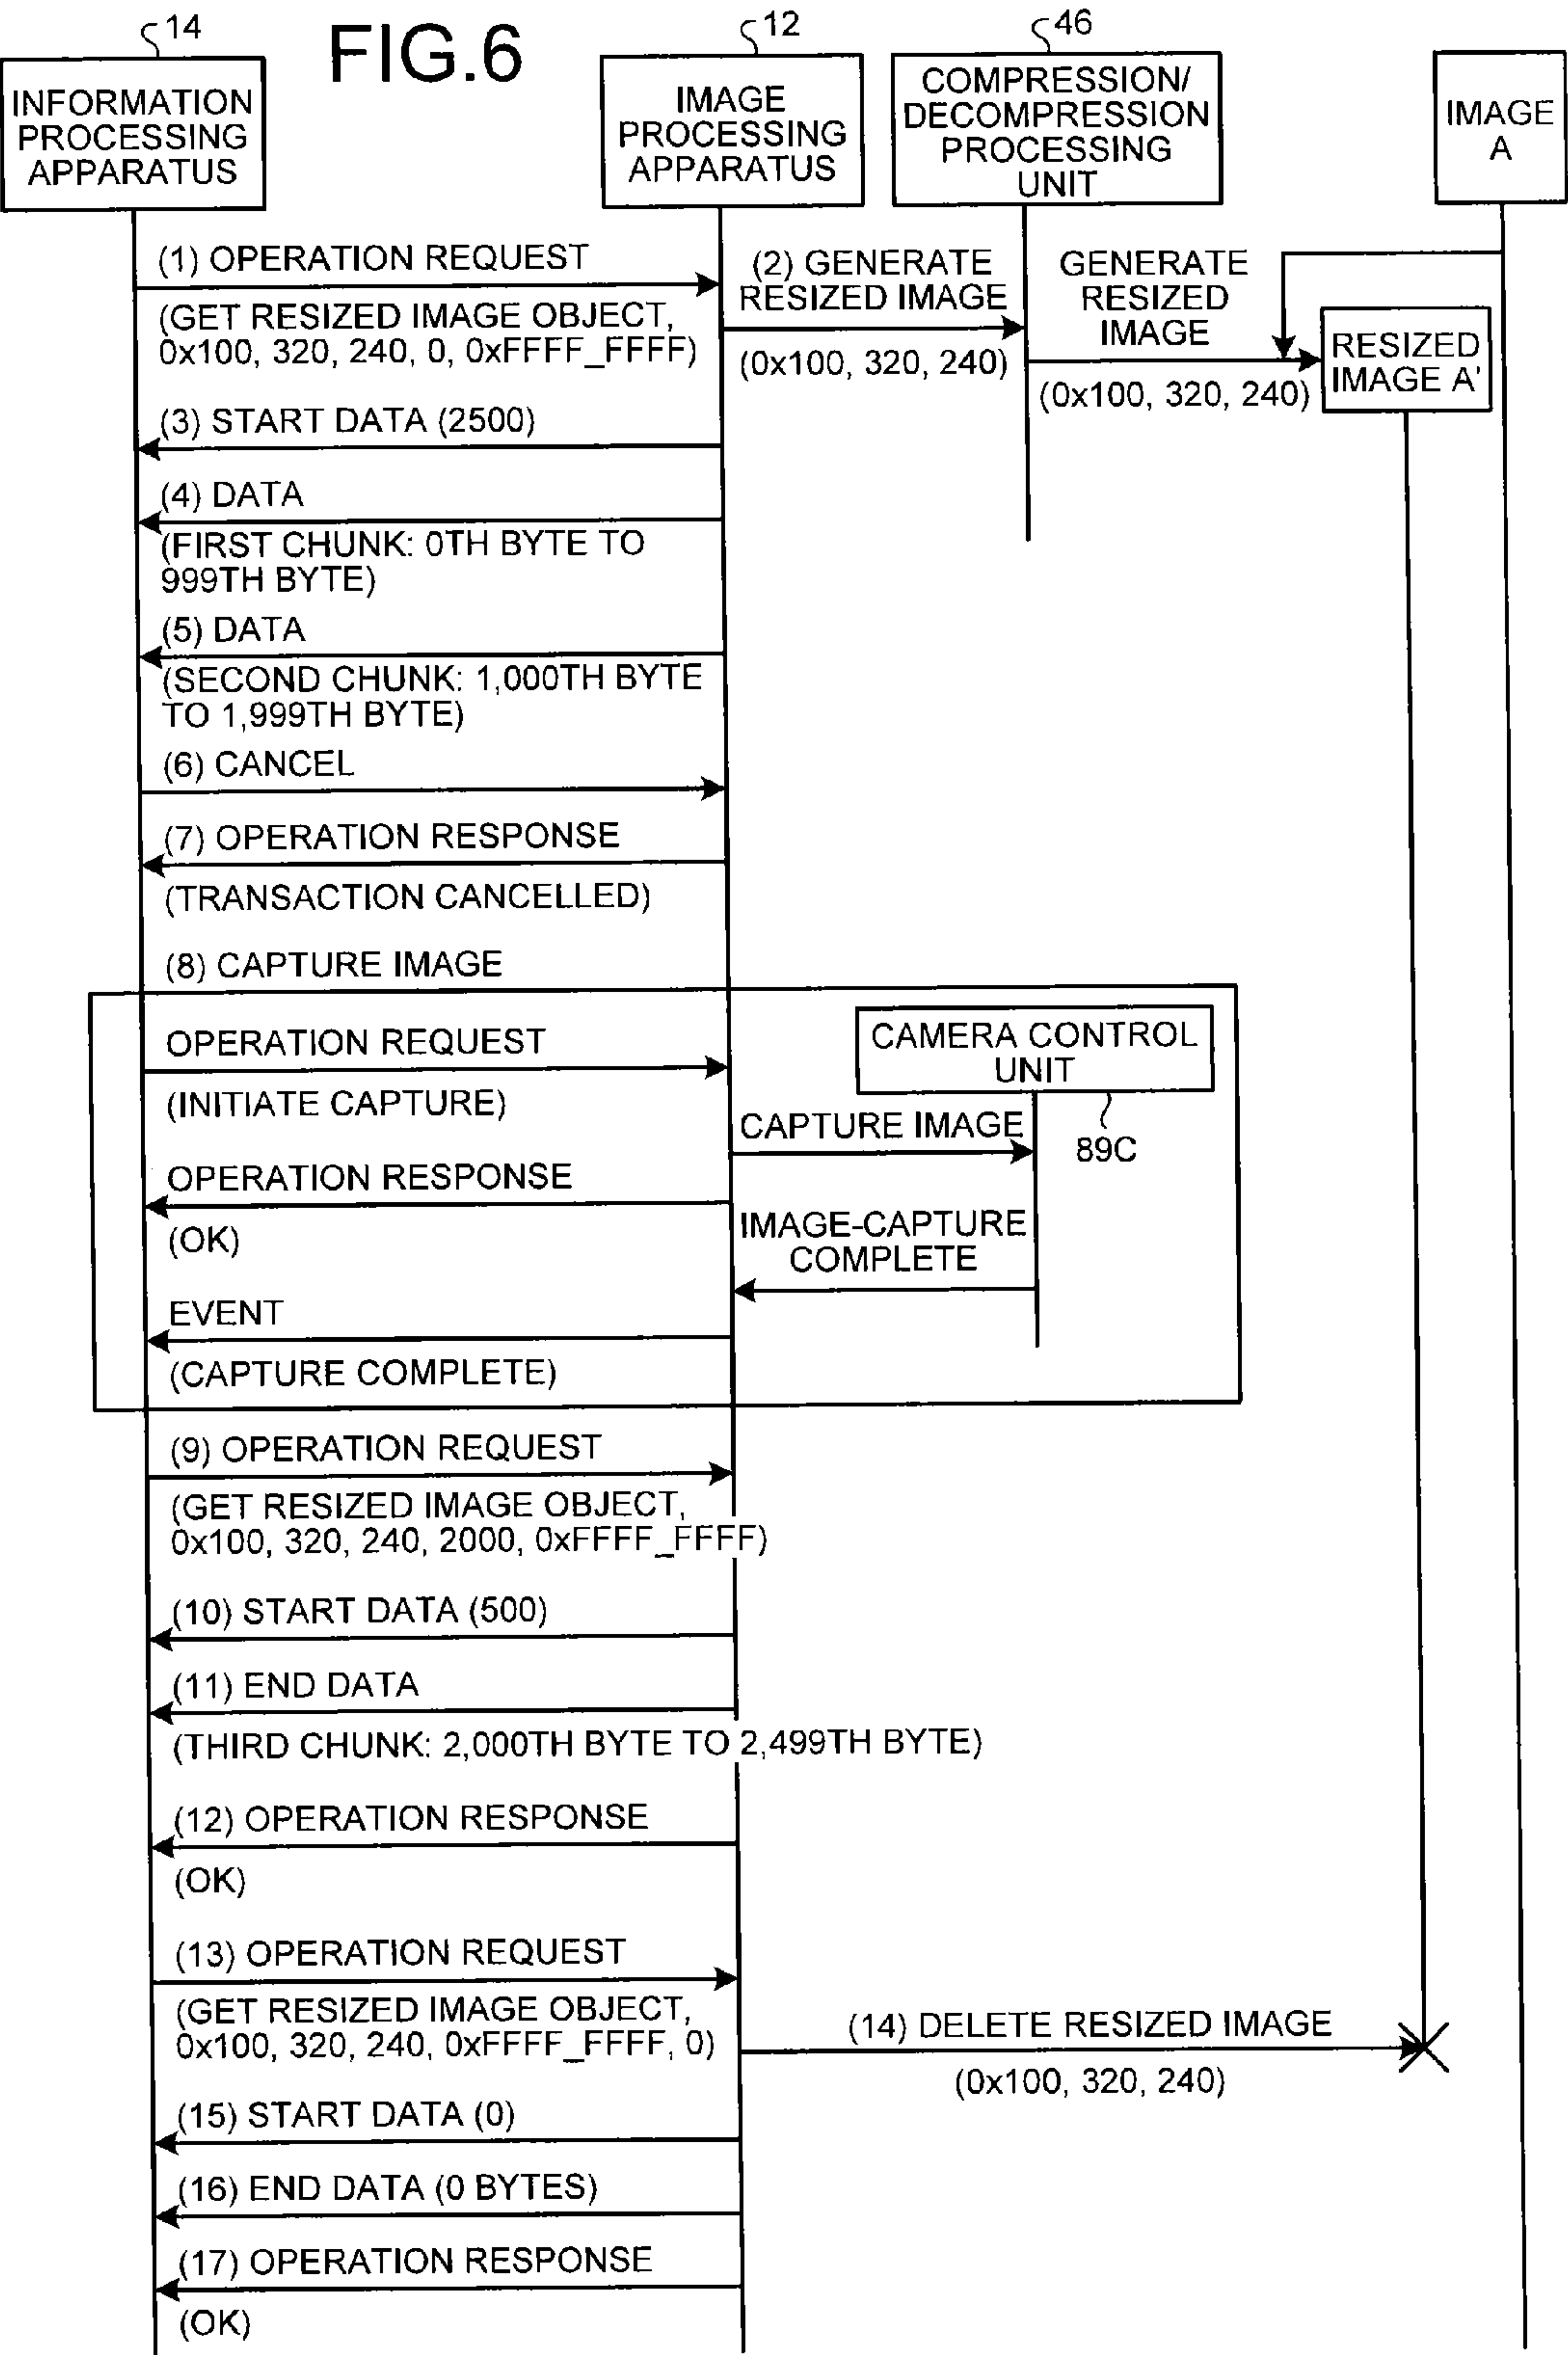 FIG.6
14
12
46
INFORMATION
PROCESSING
APPARATUS
IMAGE
PROCESSING
APPARATUS
COMPRESSION/
DECOMPRESSION
PROCESSING
UNIT
IMAGE
A
(1) OPERATION REQUEST
(GET RESIZED IMAGE OBJECT,
0x100, 320, 240, 0, 0xFFFF_FFFF)
(2) GENERATE
RESIZED IMAGE
(0x100, 320, 240)
GENERATE
RESIZED
IMAGE
(0x100, 320, 240)
RESIZED
IMAGE A'
(3) START DATA (2500)
(4) DATA
(FIRST CHUNK: 0TH BYTE TO
999TH BYTE)
(5) DATA
(SECOND CHUNK: 1,000TH BYTE
TO 1,999TH BYTE)
(6) CANCEL
(7) OPERATION RESPONSE
(TRANSACTION CANCELLED)
(8) CAPTURE IMAGE
OPERATION REQUEST
(INITIATE CAPTURE)
CAMERA CONTROL
UNIT
89C
CAPTURE IMAGE
OPERATION RESPONSE
(OK)
IMAGE-CAPTURE
COMPLETE
EVENT
(CAPTURE COMPLETE)
(9) OPERATION REQUEST
(GET RESIZED IMAGE OBJECT,
0x100, 320, 240, 2000, 0xFFFF_FFFF)
(10) START DATA (500)
(11) END DATA
(THIRD CHUNK: 2,000TH BYTE TO 2,499TH BYTE)
(12) OPERATION RESPONSE
(OK)
(13) OPERATION REQUEST
(GET RESIZED IMAGE OBJECT,
0x100, 320, 240, 0xFFFF_FFFF, 0)
(14) DELETE RESIZED IMAGE
(0x100, 320, 240)
(15) START DATA (0)
(16) END DATA (0 BYTES)
(17) OPERATION RESPONSE
(OK)